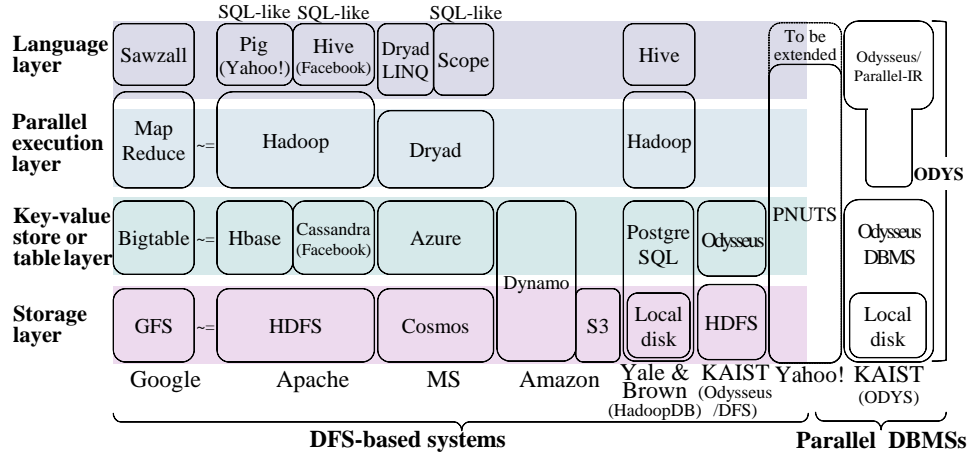 SQL-like SQL-like SQL-like
Language
layer
Sawzall
Pig
(Yahoo!)
Hive
(Facebook)
Dryad
LINQ
Scope
Hive
To be
extended
Odysseus/
Parallel-IR
Parallel
execution
layer
Map
Reduce
~=
Hadoop
Dryad
Hadoop
ODYS
Key-value
store or
table layer
Bigtable
~=
Hbase
Cassandra
(Facebook)
Azure
Dynamo
Postgre
SQL
Odysseus
PNUTS
Odysseus
DBMS
Storage
layer
GFS
~=
HDFS
Cosmos
S3
Local
disk
HDFS
Local
disk
Google
Apache
MS
Amazon
Yale &
Brown
(HadoopDB)
KAIST
(Odysseus
/DFS)
Yahoo!
KAIST
(ODYS)
DFS-based systems
Parallel DBMSs